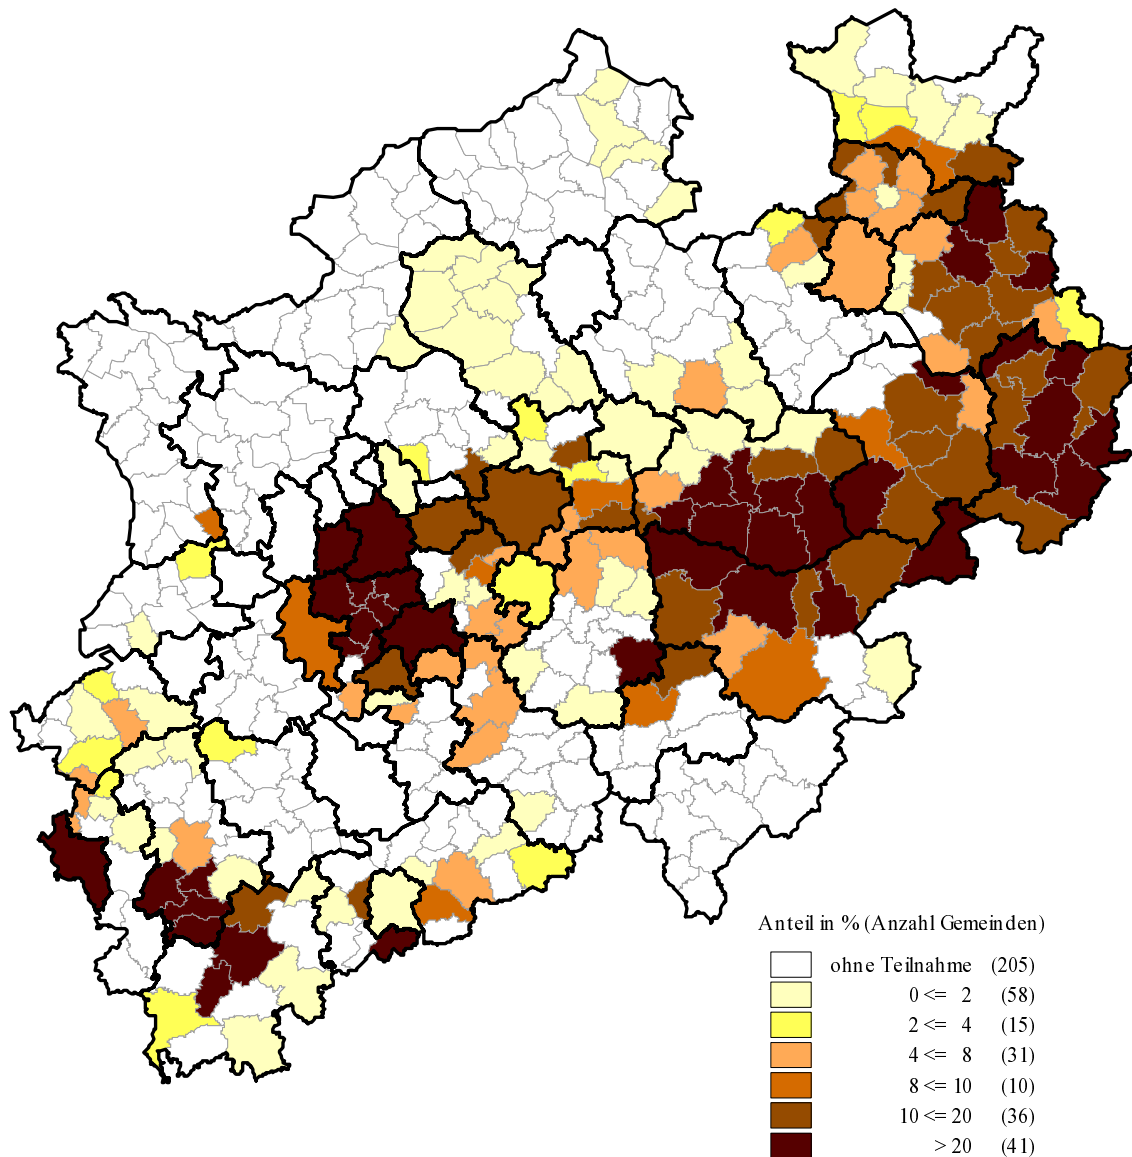 Anteil in % (Anzahl Gemeinden)
ohne Teilnahme (205)
0 <= 2 (58)
2 <= 4 (15)
4 <= 8 (31)
8 <= 10 (10)
10 <= 20 (36)
> 20 (41)